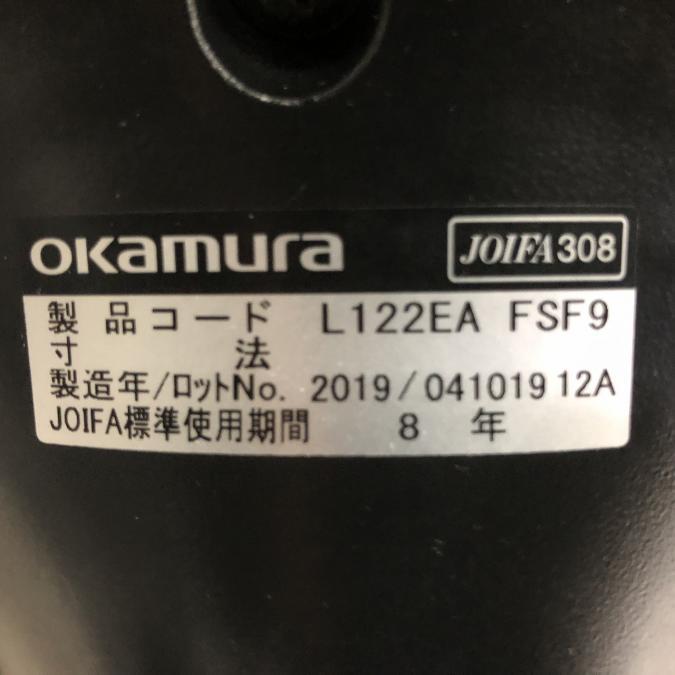 okamura JOIFA308
製品コード L122EA FSF9
寸法
製造年/ロットNo. 2019/04101912A
JOIFA標準使用期間 8 年